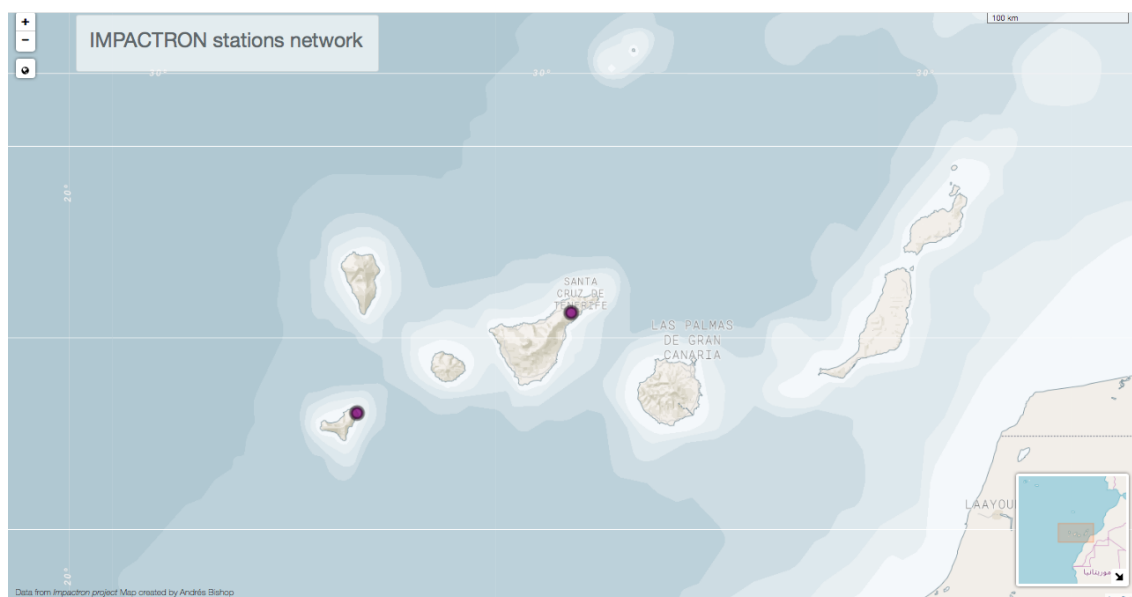 +
−
IMPACTRON stations network
100 km
30°
30°
30°
20°
SANTA
CRUZ DE
TENERIFE
LAS PALMAS
DE GRAN
CANARIA
LAAYOU
موريتانيا
20°
Data from Impactron project Map created by Andrés Bishop